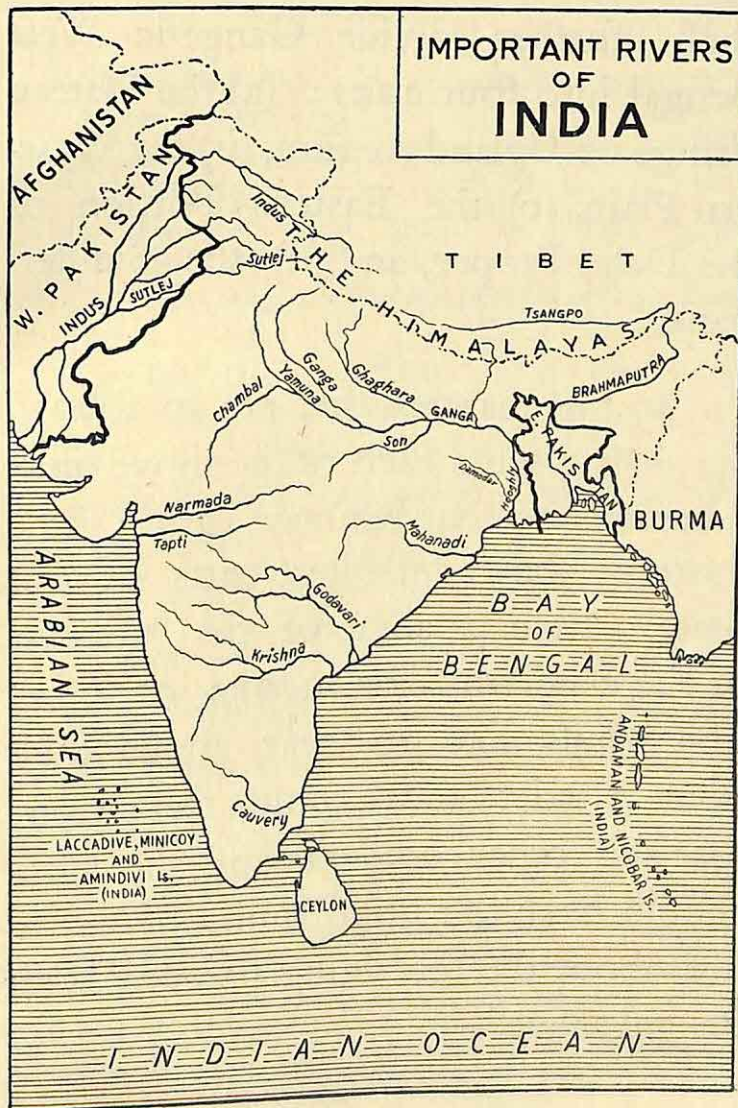 IMPORTANT RIVERS
OF
INDIA
AFGHANISTAN
W. PAKISTAN
Indus
THE HIMALAYAS
TIBET
Sutlej
SUTLEJ
INDUS
TSANGPO
BRAHMAPUTRA
Chambal
Yamuna
Ganga
Ghaghara
GANGA
Son
E. PAKISTAN
Damodar
Hooghly
BURMA
Narmada
Tapti
Mahanadi
Godavari
Krishna
Cauvery
ARABIAN SEA
BAY
OF
BENGAL
LACCADIVE, MINICOY
AND
AMINDIVI Is.
(INDIA)
ANDAMAN AND NICOBAR Is.
(INDIA)
CEYLON
INDIAN OCEAN